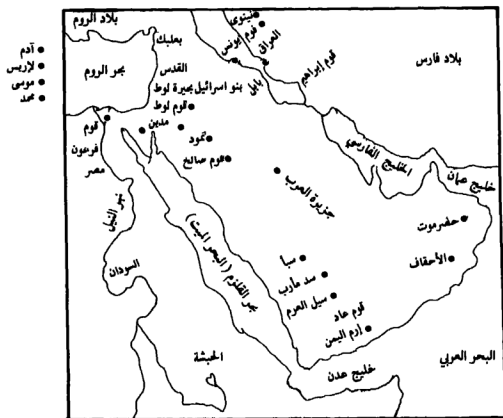 بلاد الروم
نينوى
قوم يونس
العراق
بعلبك
بلاد فارس
آدم
لإريس
موسى
محمد
بحر الروم
القدس
بابل
قوم إبراهيم
بنو اسرائيل
بحيرة لوط
قوم لوط
مدين
قوم
فرعون
مصر
ثمود
قوم صالح
الخليج الفارسي
خليج عمان
جزيرة العرب
نهر النيل
حضرموت
الأحقاف
السودان
بحر القلزم (البحر الميت)
سبأ
سد مأرب
سيل العرم
قوم عاد
إرم اليمن
الحبشة
خليج عدن
البحر العربي